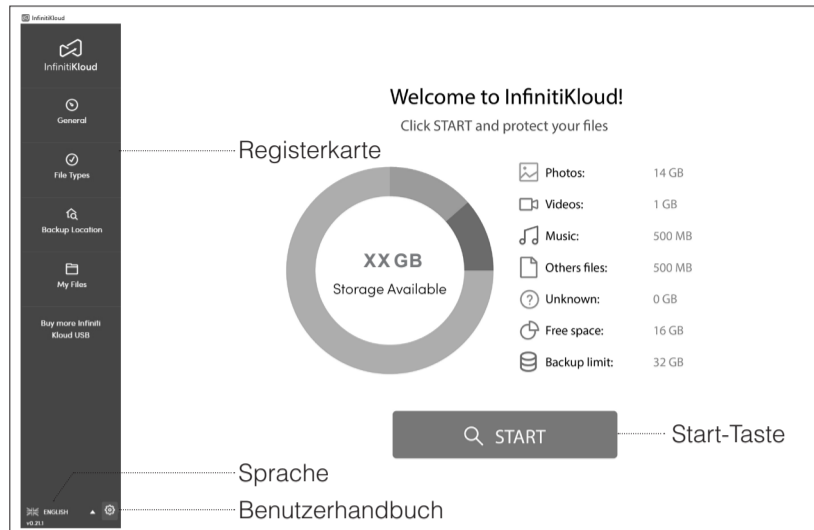 InfinitiKloud
InfinitiKloud
General
File Types
Backup Location
My Files
Buy more Infiniti
Kloud USB
ENGLISH
v0.21.1
Registerkarte
Sprache
Benutzerhandbuch
Welcome to InfinitiKloud!
Click START and protect your files
XX GB
Storage Available
Photos: 14 GB
Videos: 1 GB
Music: 500 MB
Others files: 500 MB
Unknown: 0 GB
Free space: 16 GB
Backup limit: 32 GB
START
Start-Taste